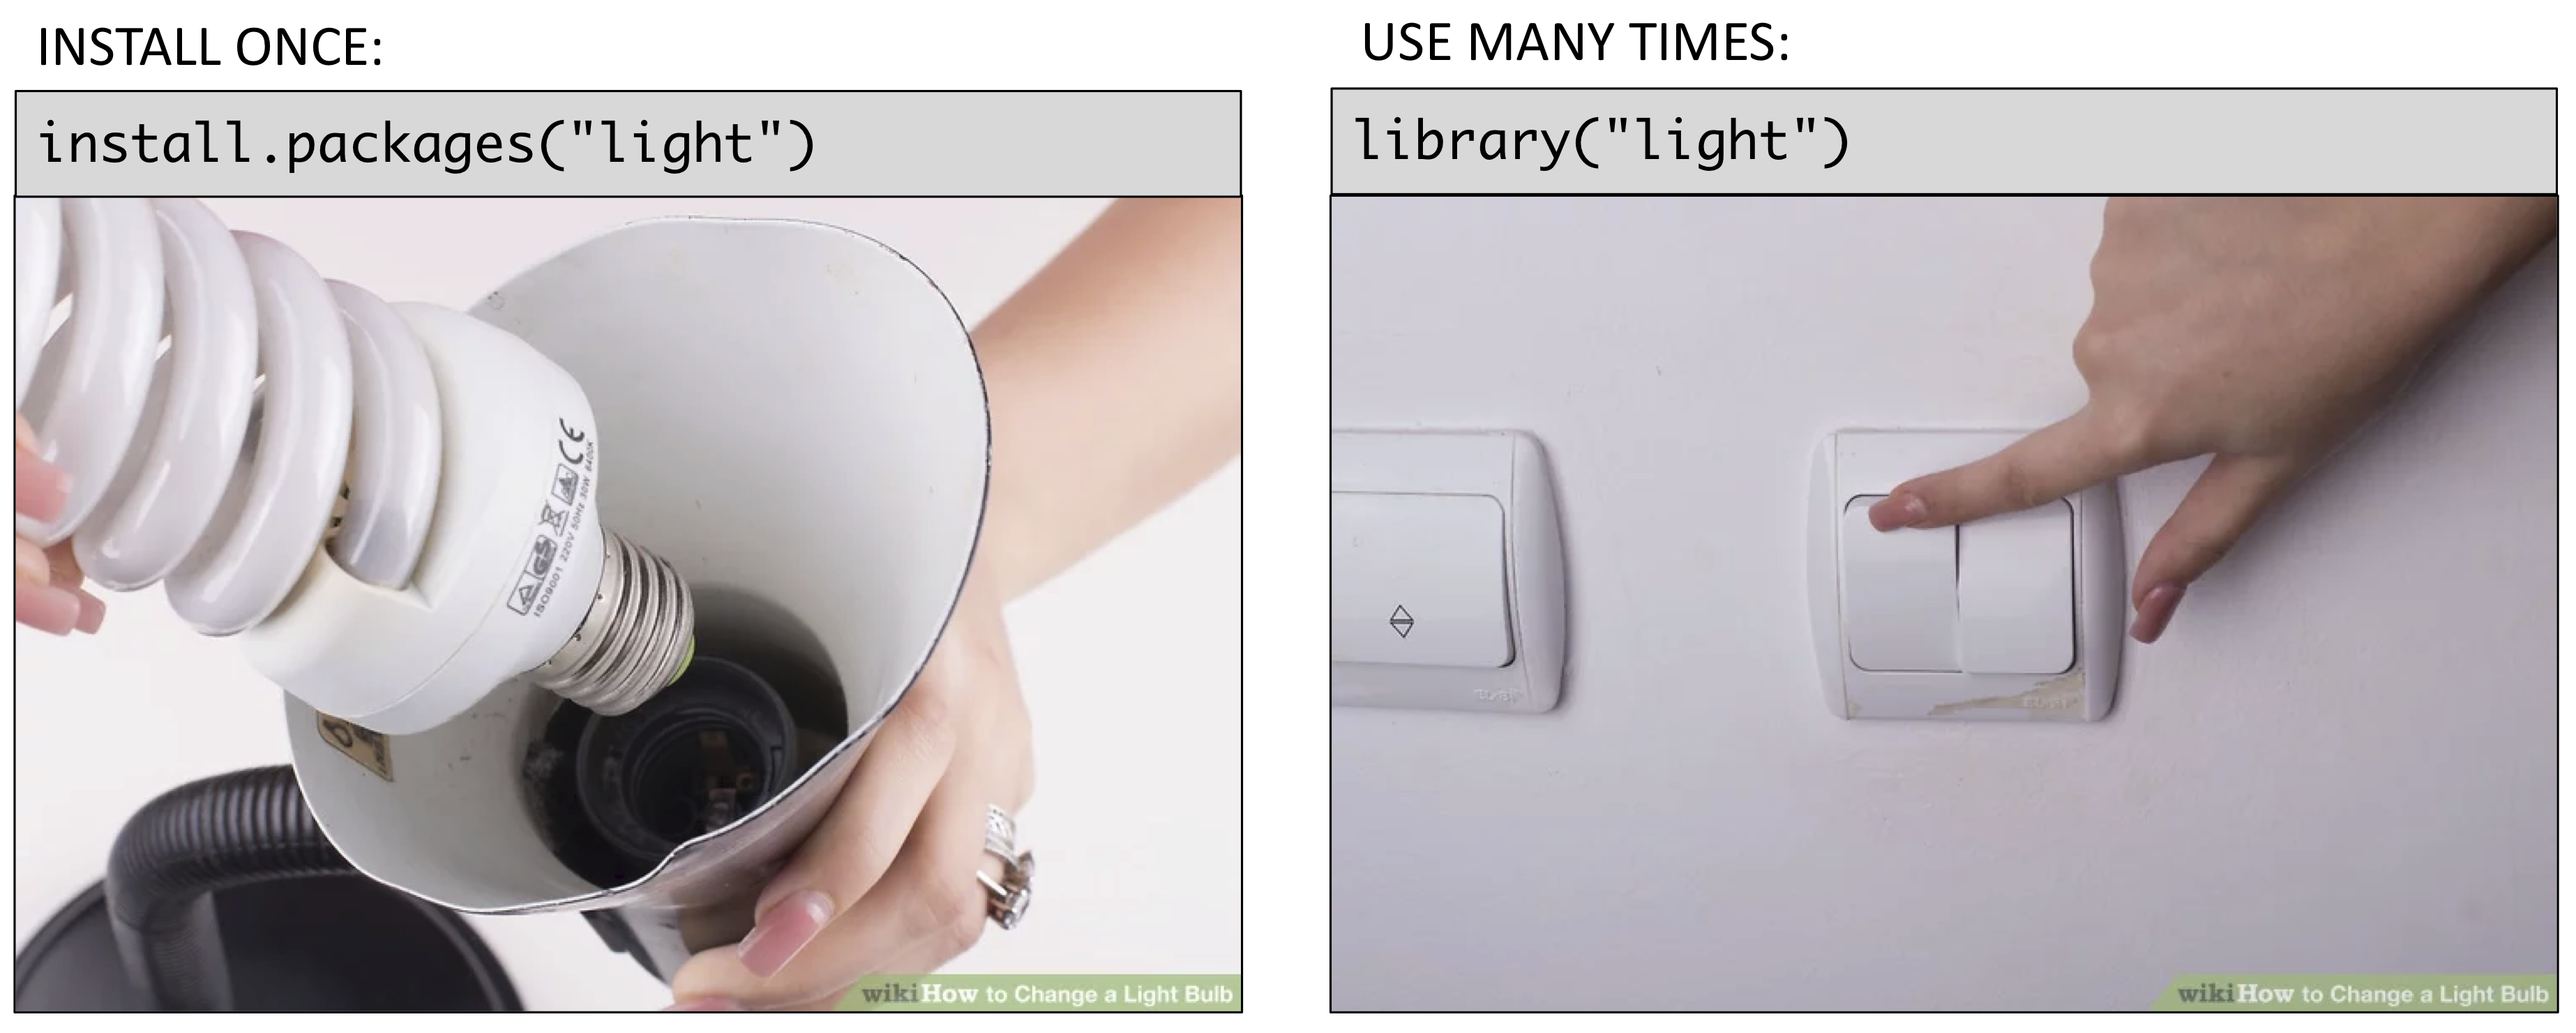 INSTALL ONCE:
install.packages("light")
USE MANY TIMES:
library("light")
CE
GS
ISO9001 220V 50Hz 30W 6400K
wikiHow to Change a Light Bulb
wikiHow to Change a Light Bulb